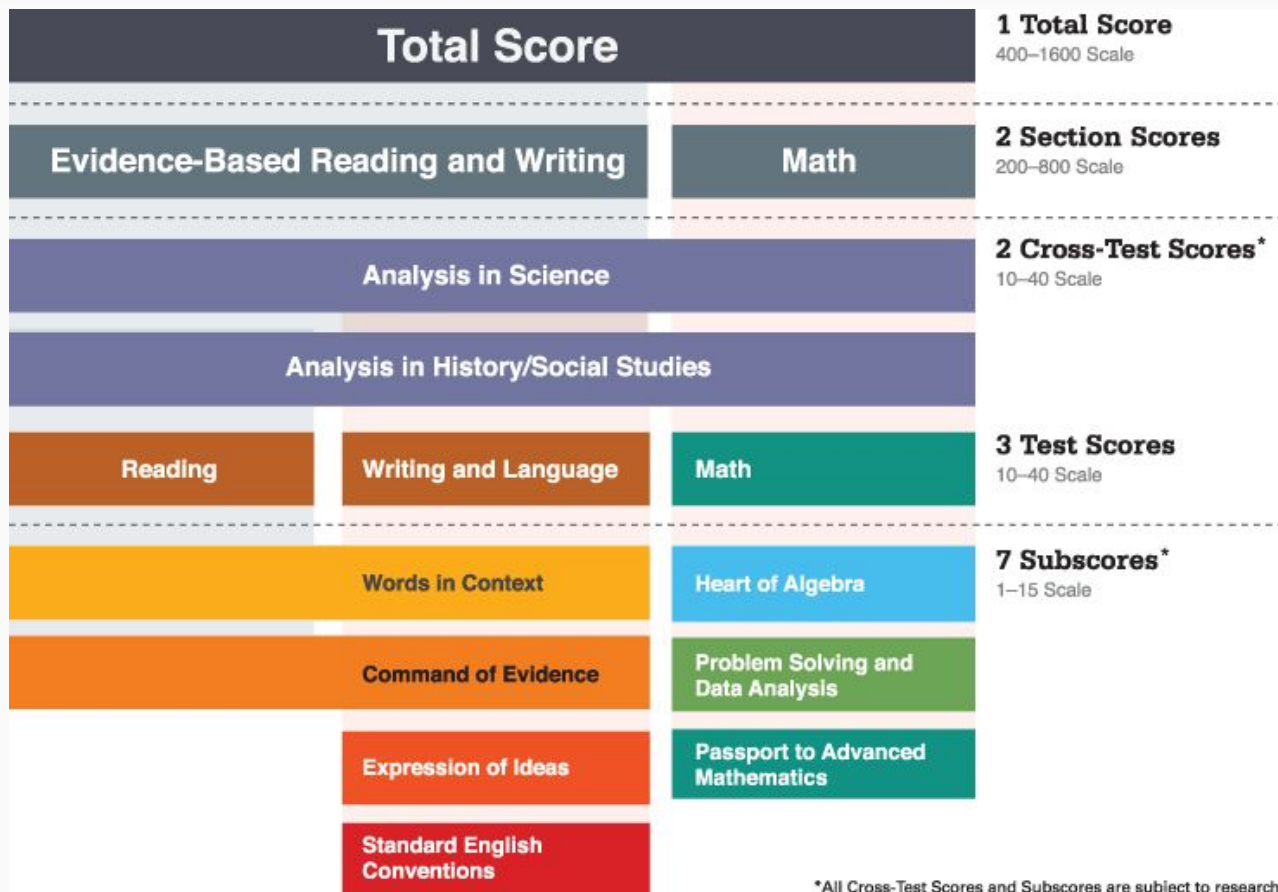 Total Score
1 Total Score
400–1600 Scale
Evidence-Based Reading and Writing
Math
2 Section Scores
200–800 Scale
Analysis in Science
2 Cross-Test Scores*
10–40 Scale
Analysis in History/Social Studies
Reading
Writing and Language
Math
3 Test Scores
10–40 Scale
Words in Context
Heart of Algebra
7 Subscores*
1–15 Scale
Command of Evidence
Problem Solving and
Data Analysis
Expression of Ideas
Passport to Advanced
Mathematics
Standard English
Conventions
*All Cross-Test Scores and Subscores are subject to research